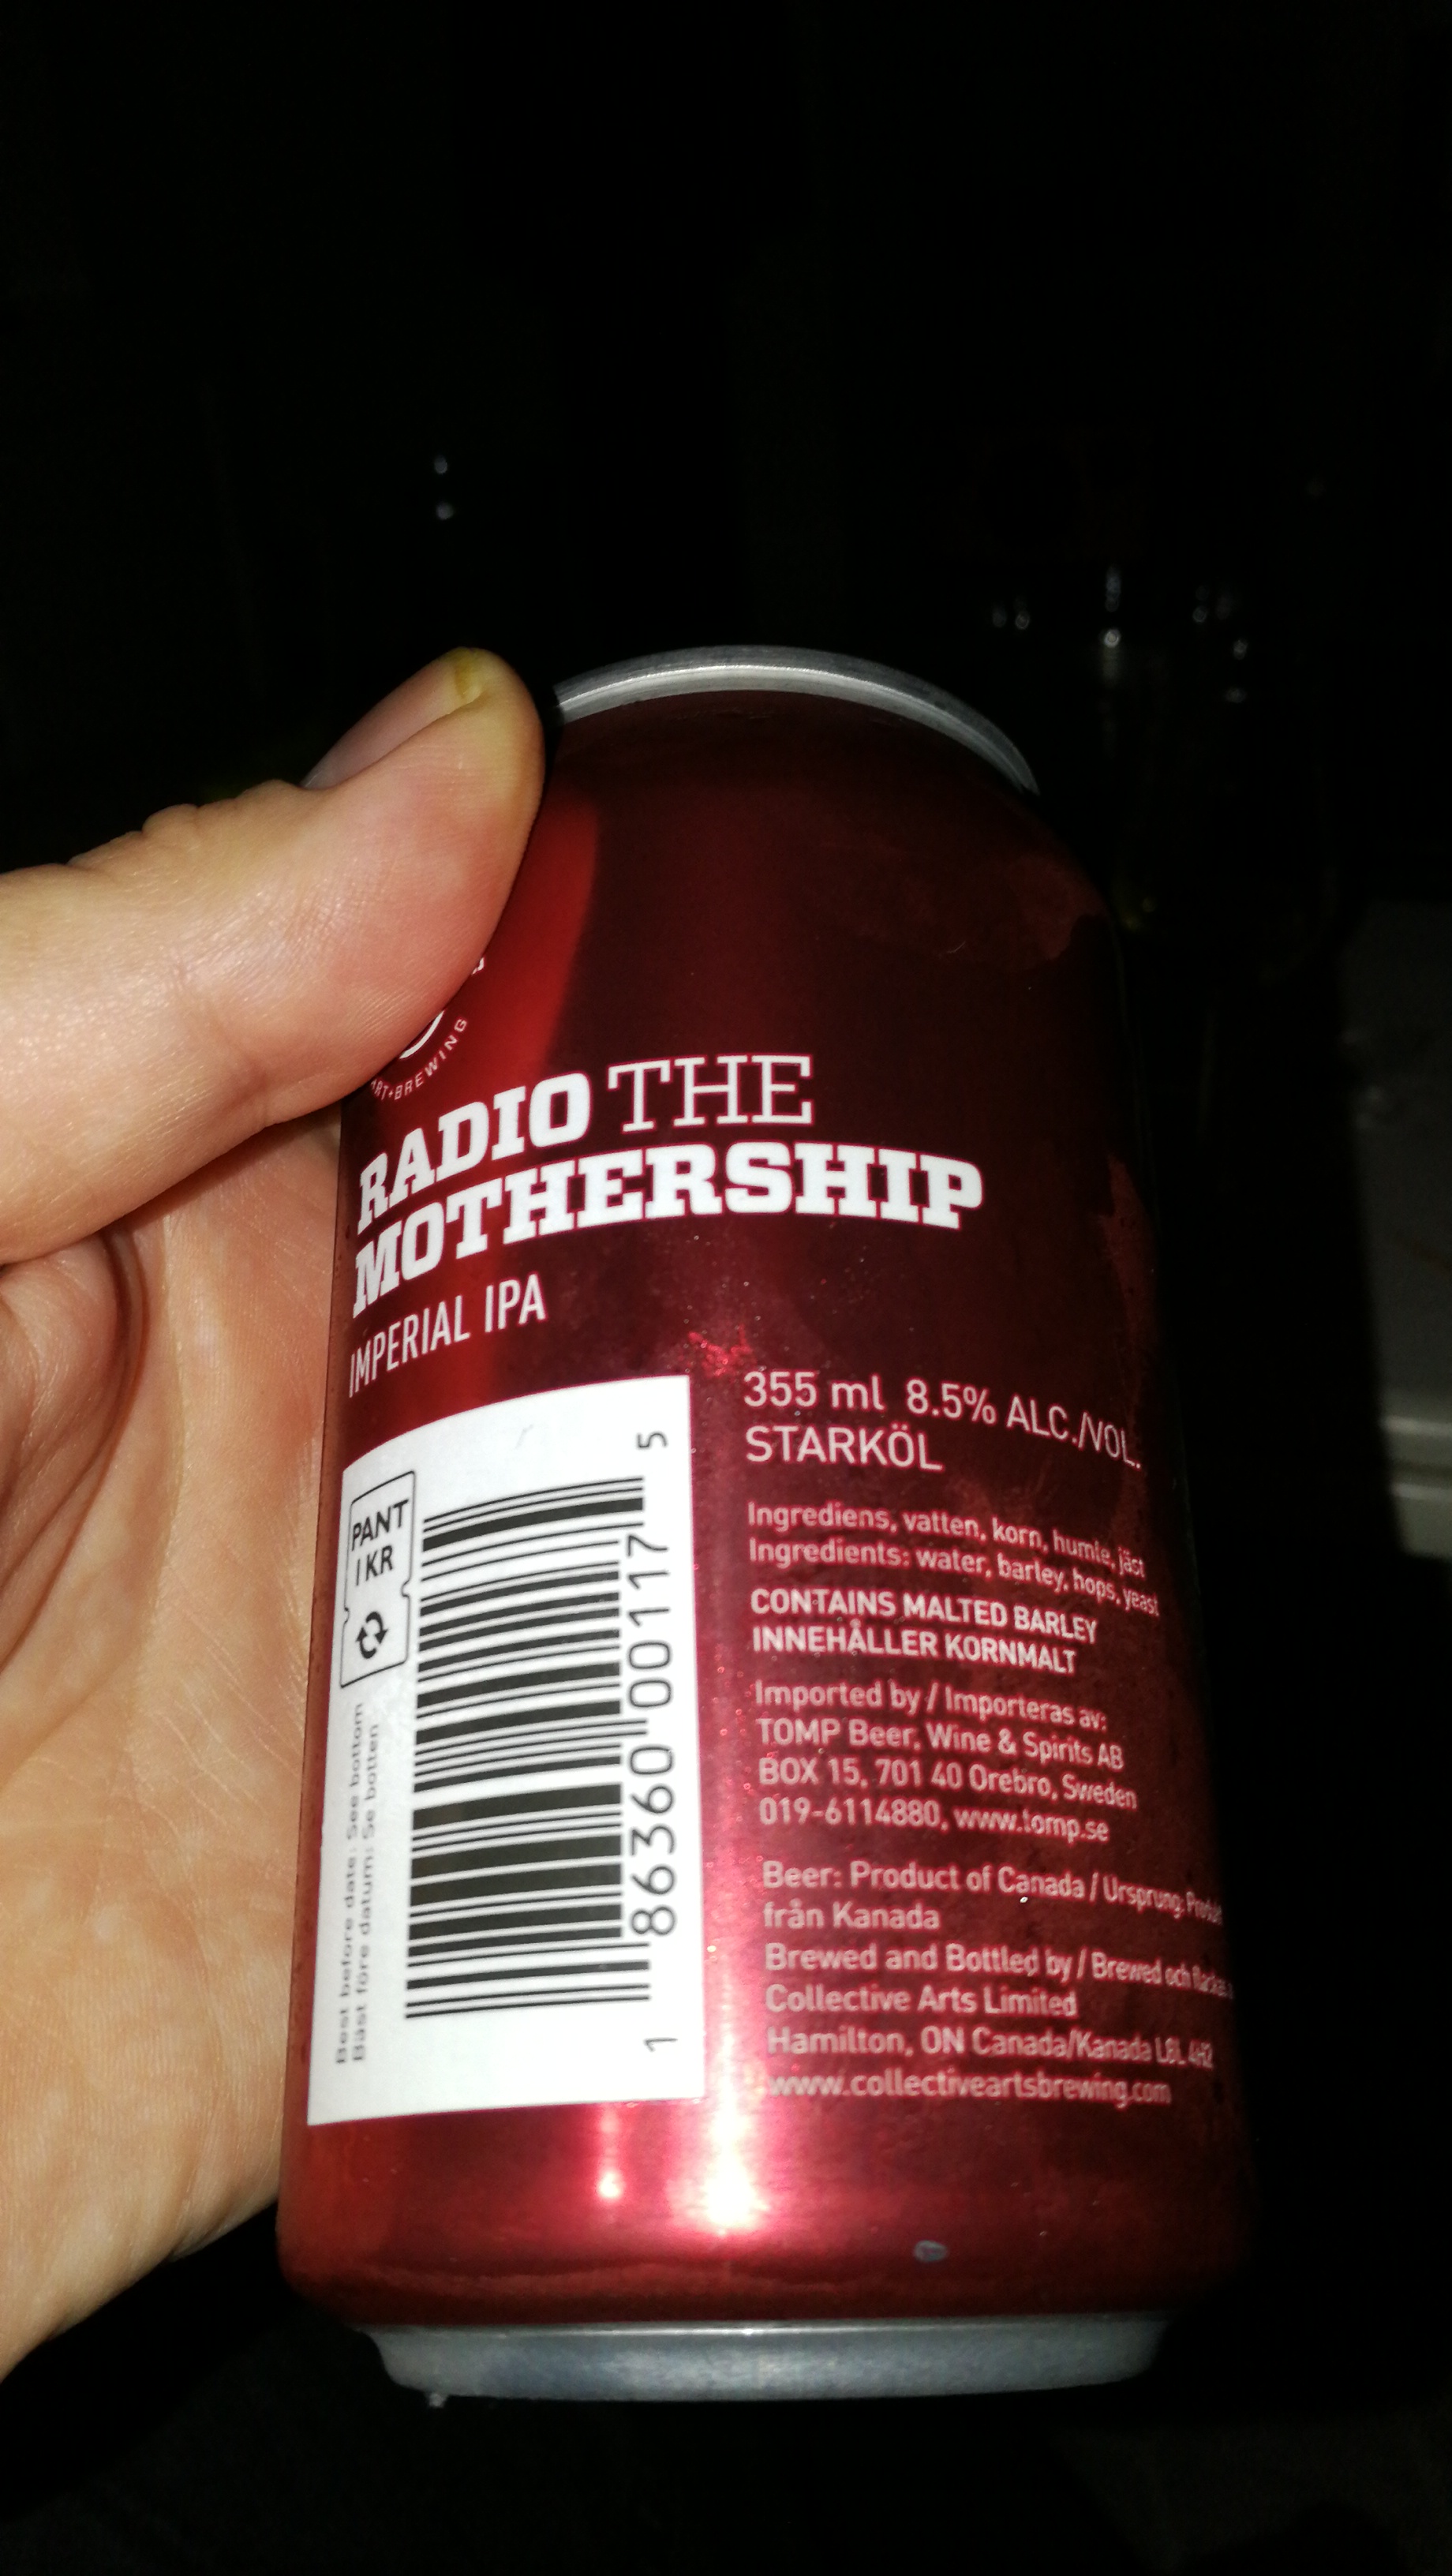 ART+BREWING
RADIO THE
MOTHERSHIP
IMPERIAL IPA
355 ml 8.5% ALC./VOL.
STARKÖL
PANT
1 KR
Best before date: See bottom
Bäst före datum: Se botten
1 86360 00117 5
Ingrediens, vatten, korn, humle, jäst
Ingredients: water, barley, hops, yeast
CONTAINS MALTED BARLEY
INNEHÅLLER KORNMALT
Imported by / Importeras av:
TOMP Beer, Wine & Spirits AB
BOX 15, 701 40 Orebro, Sweden
019-6114880, www.tomp.se
Beer: Product of Canada / Ursprung:
från Kanada
Brewed and Bottled by / Brewed och
Collective Arts Limited
Hamilton, ON Canada/Kanada L8L 4H2
www.collectiveartsbrewing.com